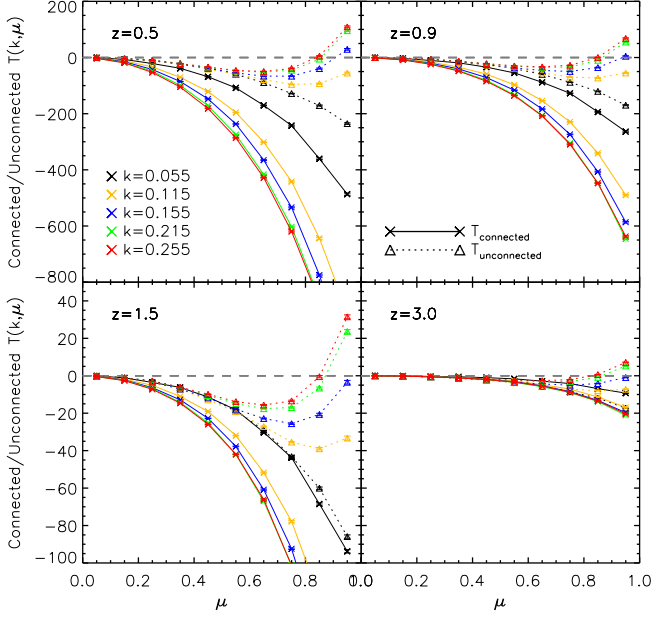 200
0
-200
-400
-600
-800
Connected/Unconnected T(k,μ)
z=0.5
k=0.055
k=0.115
k=0.155
k=0.215
k=0.255
z=0.9
T_connected
T_unconnected
40
20
0
-20
-40
-60
-80
-100
Connected/Unconnected T(k,μ)
z=1.5
z=3.0
0.0 0.2 0.4 0.6 0.8 0.0 0.2 0.4 0.6 0.8 1.0
μ μ